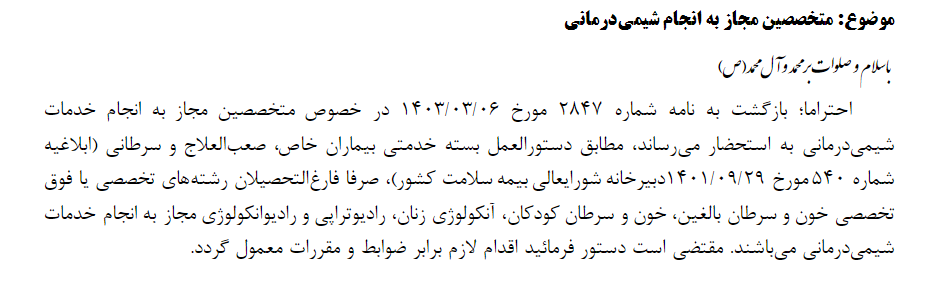 موضوع: متخصصین مجاز به انجام شیمی‌درمانی
باسلام و صلوات بر محمد و آل محمد(ص)
احتراما؛ بازگشت به نامه شماره ۲۸۴۷ مورخ ۱۴۰۳/۰۳/۰۶ در خصوص متخصصین مجاز به انجام خدمات
شیمی‌درمانی به استحضار می‌رساند، مطابق دستورالعمل بسته خدمتی بیماران خاص، صعب‌العلاج و سرطانی (ابلاغیه
شماره ۵۴۰مورخ ۱۴۰۱/۰۹/۲۹دبیرخانه شورایعالی بیمه سلامت کشور)، صرفا فارغ‌التحصیلان رشته‌های تخصصی یا فوق
تخصصی خون و سرطان بالغین، خون و سرطان کودکان، آنکولوژی زنان، رادیوتراپی و رادیوانکولوژی مجاز به انجام خدمات
شیمی‌درمانی می‌باشند. مقتضی است دستور فرمائید اقدام لازم برابر ضوابط و مقررات معمول گردد.